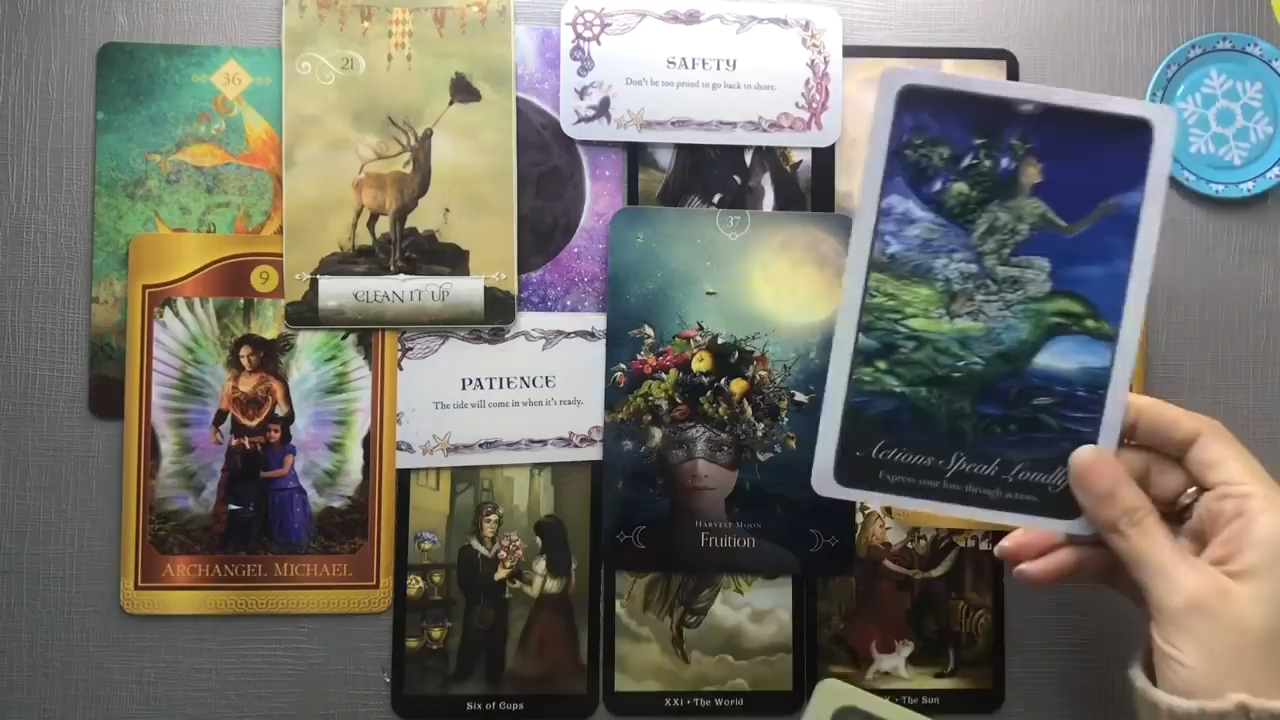 36
21
CLEAN IT UP
SAFETY
Don't be too proud to go back to shore.
9
ARCHANGEL MICHAEL
PATIENCE
The tide will come in when it's ready.
37
HARVEST MOON
Fruition
Actions Speak Loudly
Express your love through actions.
Six of Cups
XXI • The World
X • The Sun